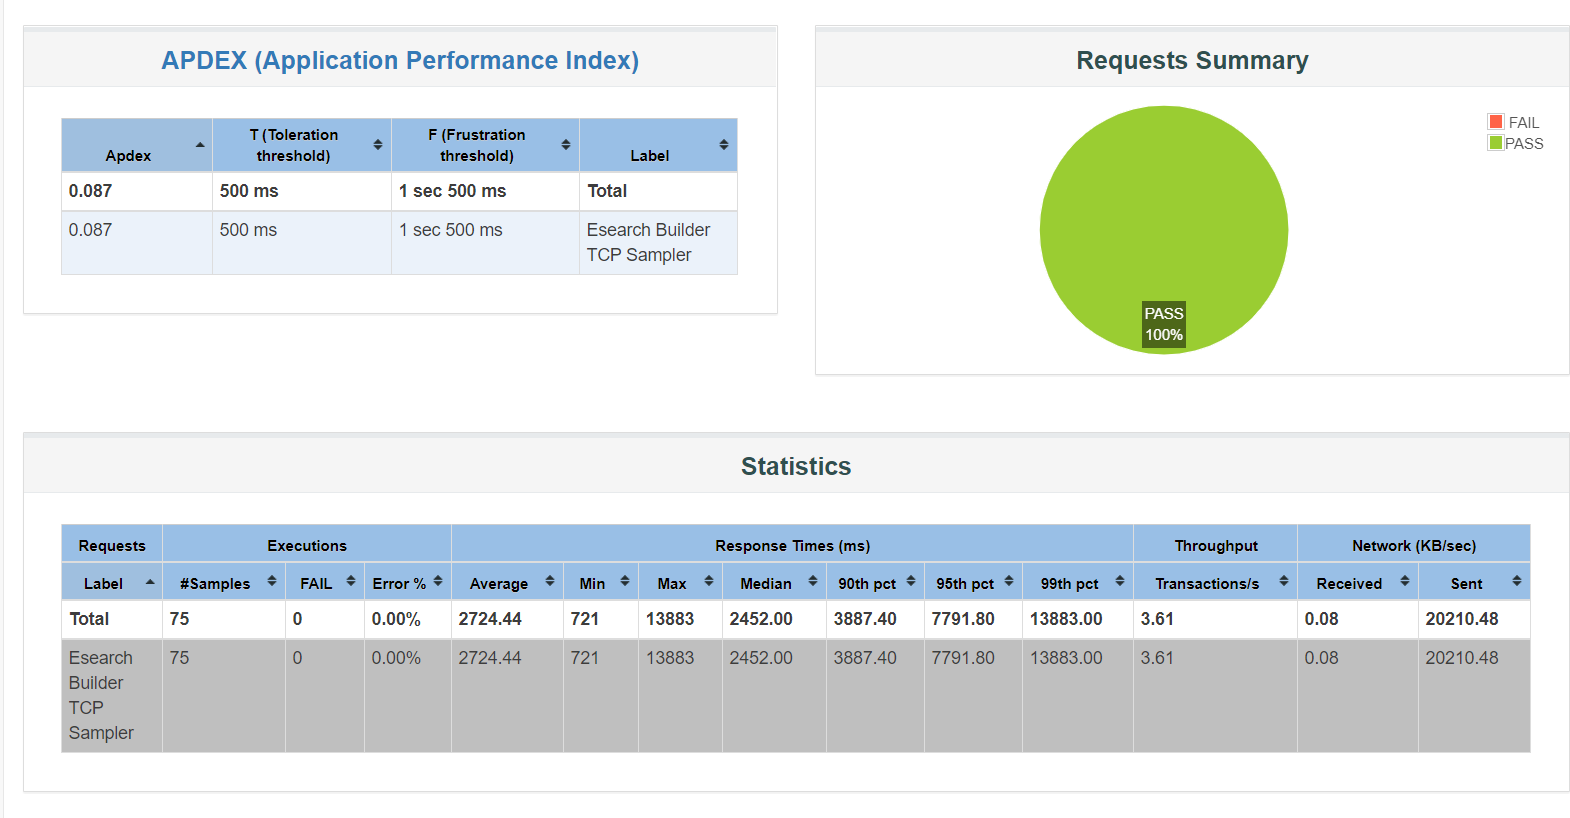 APDEX (Application Performance Index)
Apdex T (Toleration threshold) F (Frustration threshold) Label
0.087 500 ms 1 sec 500 ms Total
0.087 500 ms 1 sec 500 ms Esearch Builder TCP Sampler
Requests Summary
FAIL
PASS
PASS
100%
Statistics
Requests Executions Response Times (ms) Throughput Network (KB/sec)
Label #Samples FAIL Error % Average Min Max Median 90th pct 95th pct 99th pct Transactions/s Received Sent
Total 75 0 0.00% 2724.44 721 13883 2452.00 3887.40 7791.80 13883.00 3.61 0.08 20210.48
Esearch Builder TCP Sampler 75 0 0.00% 2724.44 721 13883 2452.00 3887.40 7791.80 13883.00 3.61 0.08 20210.48